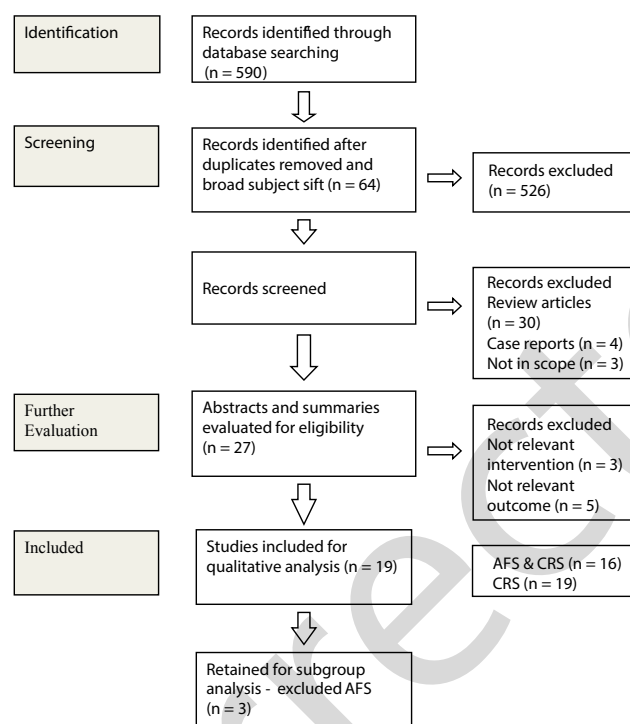 Identification
Records identified through
database searching
(n = 590)
Screening
Records identified after
duplicates removed and
broad subject sift (n = 64)
Records excluded
(n = 526)
Records screened
Records excluded
Review articles
(n = 30)
Case reports (n = 4)
Not in scope (n = 3)
Further
Evaluation
Abstracts and summaries
evaluated for eligibility
(n = 27)
Records excluded
Not relevant
intervention (n = 3)
Not relevant
outcome (n = 5)
Included
Studies included for
qualitative analysis (n = 19)
AFS & CRS (n = 16)
CRS (n = 19)
Retained for subgroup
analysis - excluded AFS
(n = 3)